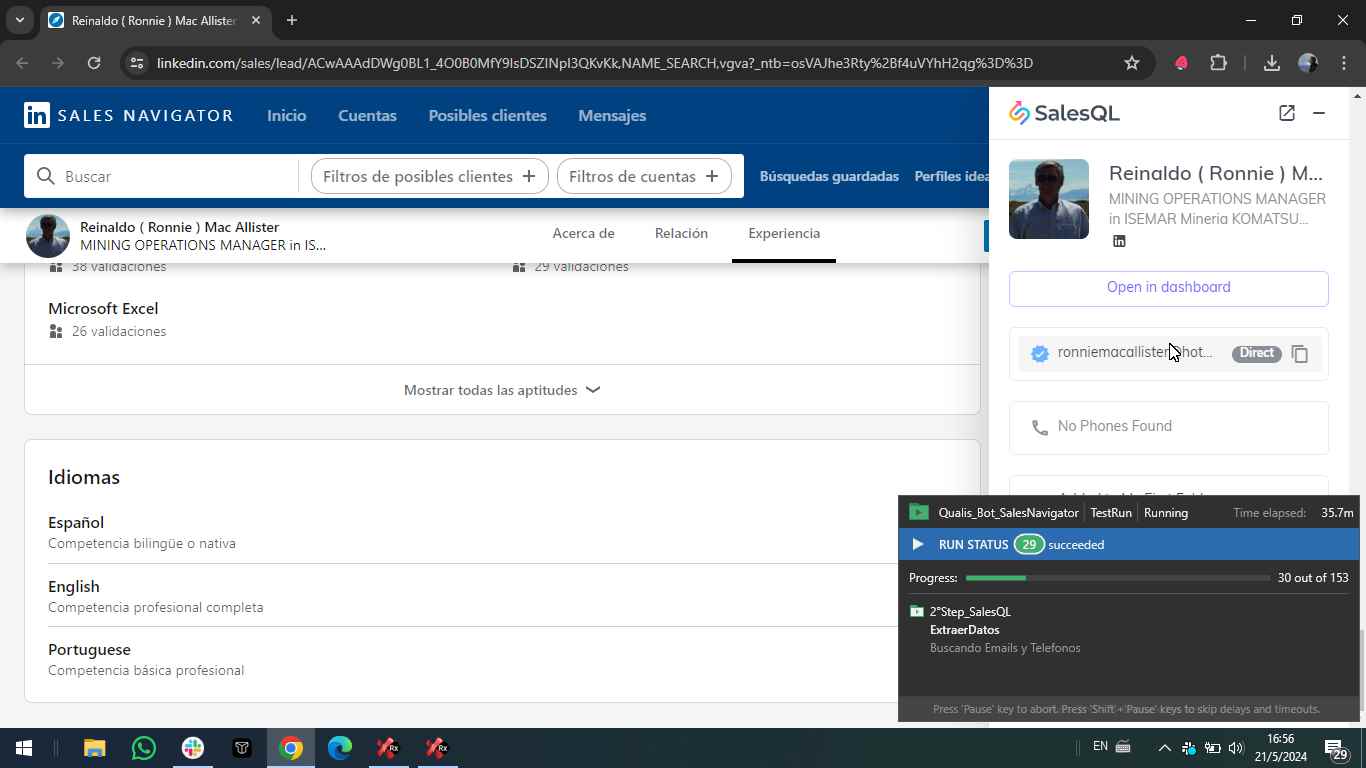 Reinaldo ( Ronnie ) Mac Allister
linkedin.com/sales/lead/ACwAAAdDWg0BL1_4O0B0MfY9lsDSZINpl3QKvKk,NAME_SEARCH,vgva?_ntb=osVAJhe3Rty%2Bf4uVYhH2qg%3D%3D
in SALES NAVIGATOR
Inicio
Cuentas
Posibles clientes
Mensajes
Buscar
Filtros de posibles clientes +
Filtros de cuentas +
Búsquedas guardadas
Perfiles idea
Reinaldo ( Ronnie ) Mac Allister
MINING OPERATIONS MANAGER in IS...
Acerca de
Relación
Experiencia
38 validaciones
29 validaciones
Microsoft Excel
26 validaciones
Mostrar todas las aptitudes
Idiomas
Español
Competencia bilingüe o nativa
English
Competencia profesional completa
Portuguese
Competencia básica profesional
SalesQL
Reinaldo ( Ronnie ) M...
MINING OPERATIONS MANAGER
in ISEMAR Mineria KOMATSU...
in
Open in dashboard
ronniemacallister@hot...
Direct
No Phones Found
Qualis_Bot_SalesNavigator
TestRun
Running
Time elapsed: 35.7m
RUN STATUS 29 succeeded
Progress: 30 out of 153
2°Step_SalesQL
ExtraerDatos
Buscando Emails y Telefonos
Press 'Pause' key to abort. Press 'Shift'+'Pause' keys to skip delays and timeouts.
Rx
Rx
EN
16:56
21/5/2024
29